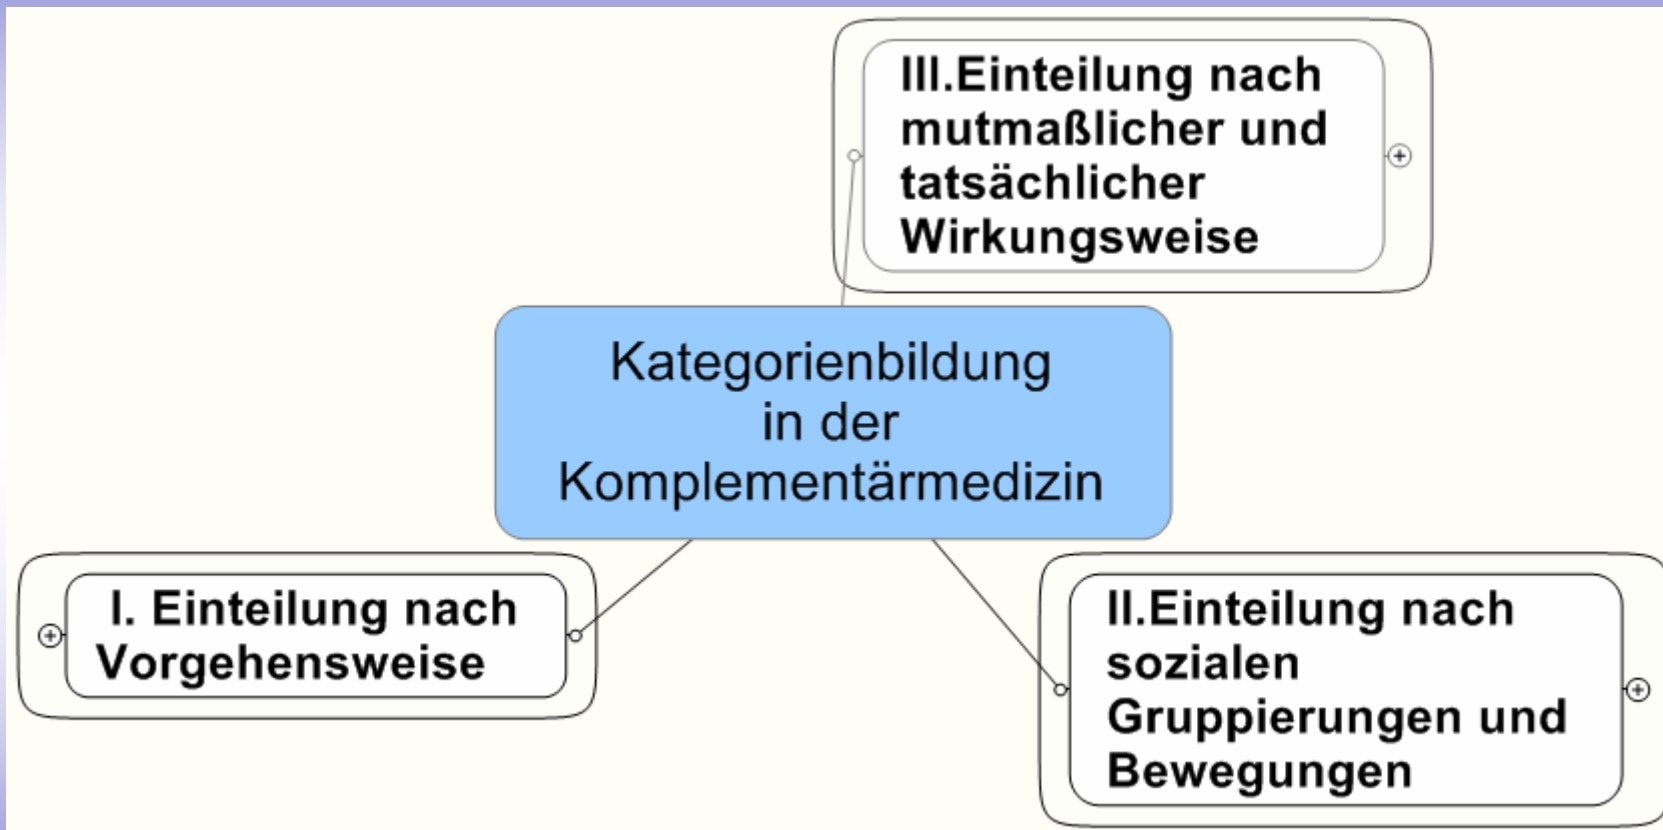 III.Einteilung nach
mutmaßlicher und
tatsächlicher
Wirkungsweise
Kategorienbildung
in der
Komplementärmedizin
I. Einteilung nach
Vorgehensweise
II.Einteilung nach
sozialen
Gruppierungen und
Bewegungen